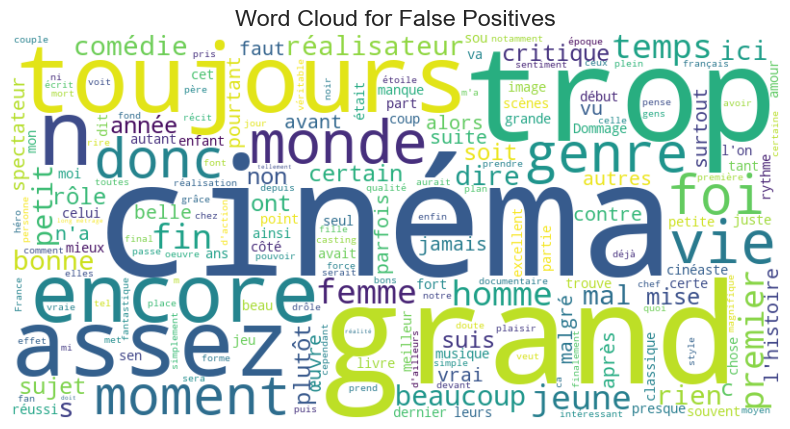 Word Cloud for False Positives
couple
comédie
toujours
ni
écrit
mort
pris
voit
faut
réalisateur
sou
notamment
va
trop
critique
sentiment
époque
ceux
plein
temps
français
ici
amour
spectateur
mon
rire
dit
n
année
autant
enfant
cet
père
fond
récit
pourtant
véritable
jour
étoile
noir
avant
était
coup
manque
part
m'a
alors
suite
image
scènes
grande
début
vu
Dommage
celle
pense
gens
surtout
avoir
l'on
tant
certaine
première
rythme
petit
moi
toutes
donc
font
réalisation
monde
tellement
non
depuis
certain
qualité
aurait
dire
prendre
plan
soit
genre
autres
foi
héro
personne
rôle
celui
n'a
mieux
comment
belle
grâce
chez
fin
final
passe
oeuvre
ans
d'action
ont
point
ainsi
côté
seul
avait
fille
casting
pouvoir
force
serait
parfois
cinéma
jamais
enfin
bons
notre
excellent
partie
contre
déjà
petite
juste
vie
bonne
elles
France
vraie
tel
fantastique
place
a
beau
drôle
encore
femme
homme
fort
documentaire
trouve
mal
chef
certe
cinéaste
mise
quoi
magnifique
premier
l'histoire
effet
mi
met
assez
simplement
forme
sen
jeu
plutôt
œuvre
cependant
livre
réalité
grand
meilleur
d'ailleurs
suis
musique
simple
vrai
doute
plaisir
veut
malgré
ca
finalement
après
classique
chose
style
sujet
fan
réussi
s
doit
moment
sera
puis
prend
beaucoup
dernier
devant
leurs
jeune
intéressant
presque
rien
c
souvent
moyen